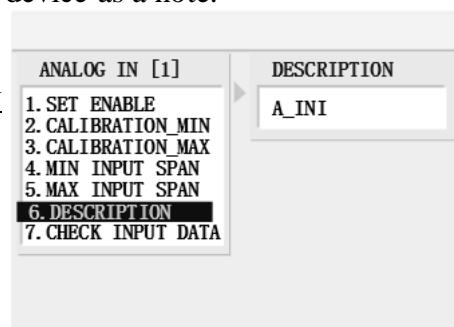 device as a note.
ANALOG IN [1]
1. SET ENABLE
2. CALIBRATION_MIN
3. CALIBRATION_MAX
4. MIN INPUT SPAN
5. MAX INPUT SPAN
6. DESCRIPTION
7. CHECK INPUT DATA
DESCRIPTION
A_INI